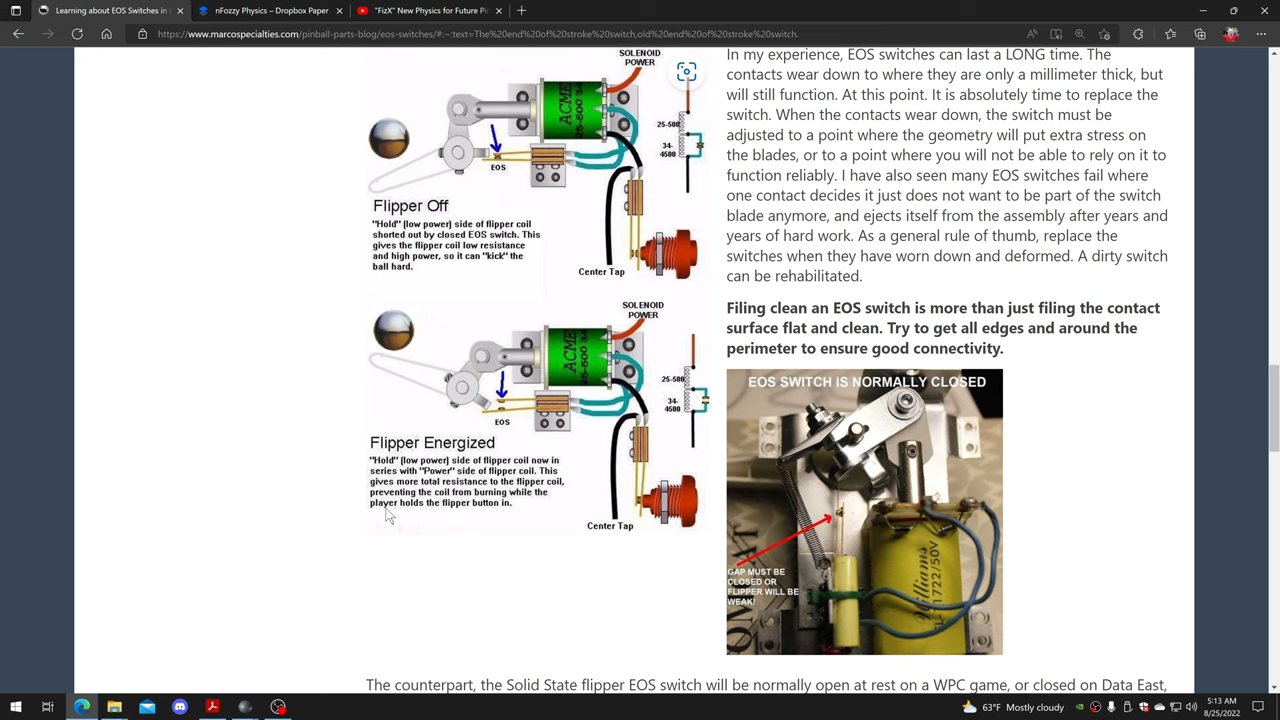 Learning about EOS Switches in
nFozzy Physics – Dropbox Paper
"FizX" New Physics for Future Pin
https://www.marcospecialties.com/pinball-parts-blog/eos-switches/#:~:text=The%20end%20of%20stroke%20switch,old%20end%20of%20stroke%20switch.
SOLENOID
POWER
ACME
25-500
34-
4500
EOS
Flipper Off
"Hold" (low power) side of flipper coil
shorted out by closed EOS switch. This
gives the flipper coil low resistance
and high power, so it can "kick" the
ball hard.
Center Tap
SOLENOID
POWER
ACME
25-500
34-
4500
EOS
Flipper Energized
"Hold" (low power) side of flipper coil now in
series with "Power" side of flipper coil. This
gives more total resistance to the flipper coil,
preventing the coil from burning while the
player holds the flipper button in.
Center Tap
In my experience, EOS switches can last a LONG time. The
contacts wear down to where they are only a millimeter thick, but
will still function. At this point. It is absolutely time to replace the
switch. When the contacts wear down, the switch must be
adjusted to a point where the geometry will put extra stress on
the blades, or to a point where you will not be able to rely on it to
function reliably. I have also seen many EOS switches fail where
one contact decides it just does not want to be part of the switch
blade anymore, and ejects itself from the assembly after years and
years of hard work. As a general rule of thumb, replace the
switches when they have worn down and deformed. A dirty switch
can be rehabilitated.
Filing clean an EOS switch is more than just filing the contact
surface flat and clean. Try to get all edges and around the
perimeter to ensure good connectivity.
EOS SWITCH IS NORMALLY CLOSED
GAP MUST BE
CLOSED OR
FLIPPER WILL BE
WEAK!
Williams
1722/50V
The counterpart, the Solid State flipper EOS switch will be normally open at rest on a WPC game, or closed on Data East,
63°F Mostly cloudy
5:13 AM
8/25/2022